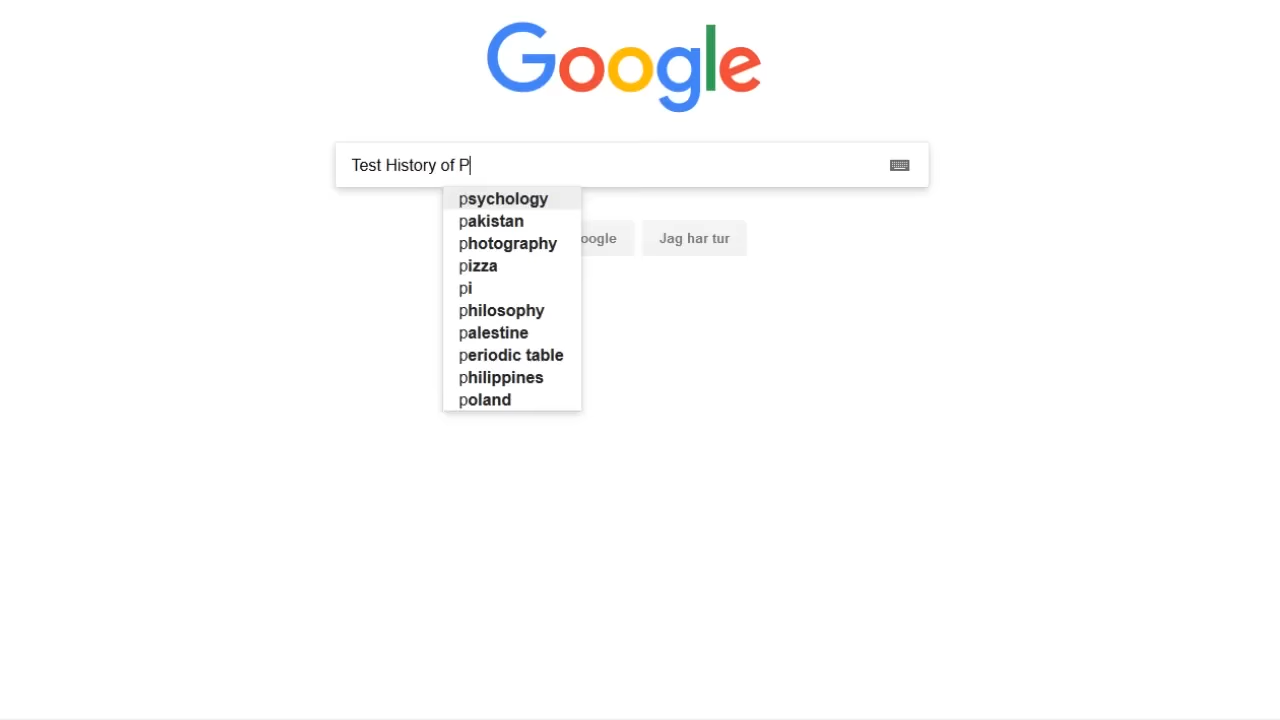 Google
Test History of P
psychology
pakistan
photography
pizza
pi
philosophy
palestine
periodic table
philippines
poland
oogle
Jag har tur